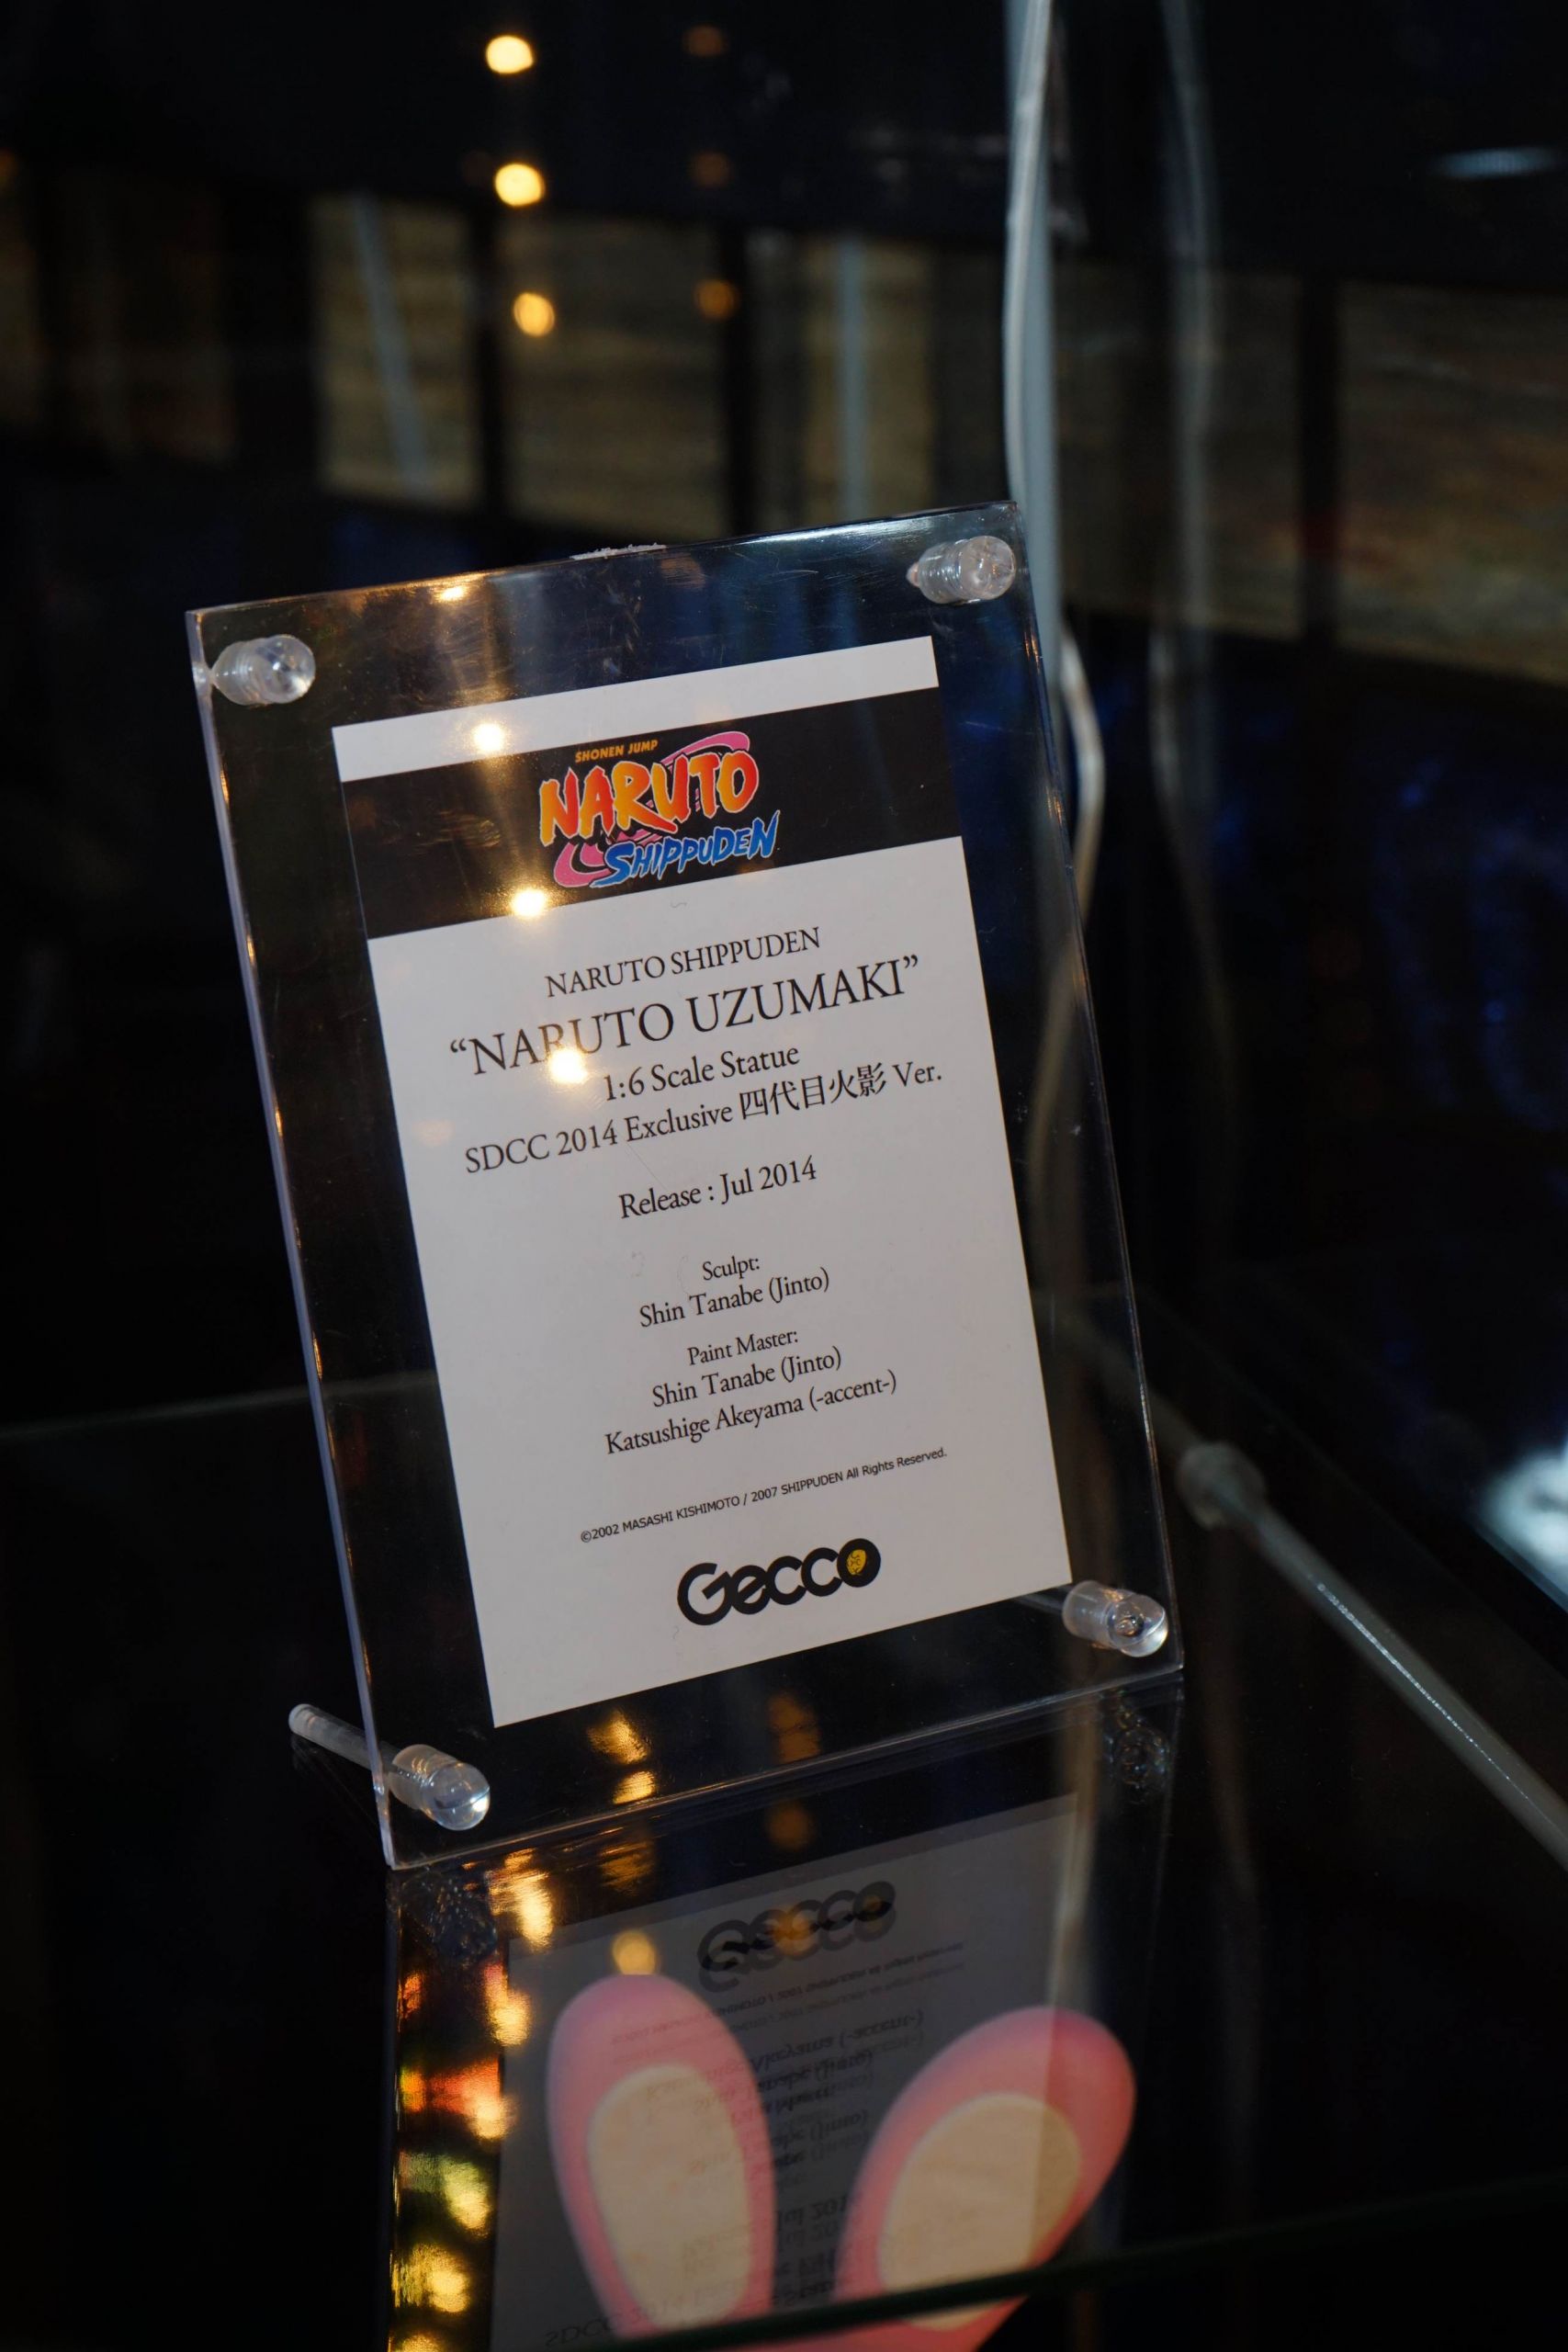 SHONEN JUMP
NARUTO
SHIPPUDEN
NARUTO SHIPPUDEN
“NARUTO UZUMAKI”
1:6 Scale Statue
SDCC 2014 Exclusive 四代目火影 Ver.
Release : Jul 2014
Sculpt:
Shin Tanabe (Jinto)
Paint Master:
Shin Tanabe (Jinto)
Katsushige Akeyama (-accent-)
©2002 MASASHI KISHIMOTO / 2007 SHIPPUDEN All Rights Reserved.
Gecco